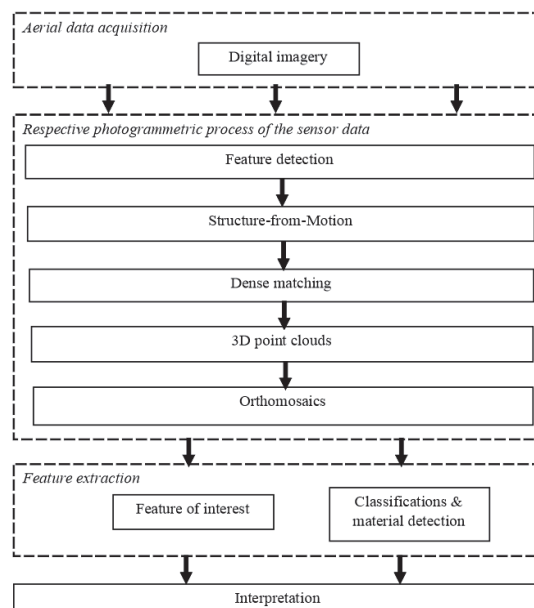 Aerial data acquisition
Digital imagery
Respective photogrammetric process of the sensor data
Feature detection
Structure-from-Motion
Dense matching
3D point clouds
Orthomosaics
Feature extraction
Feature of interest
Classifications &
material detection
Interpretation